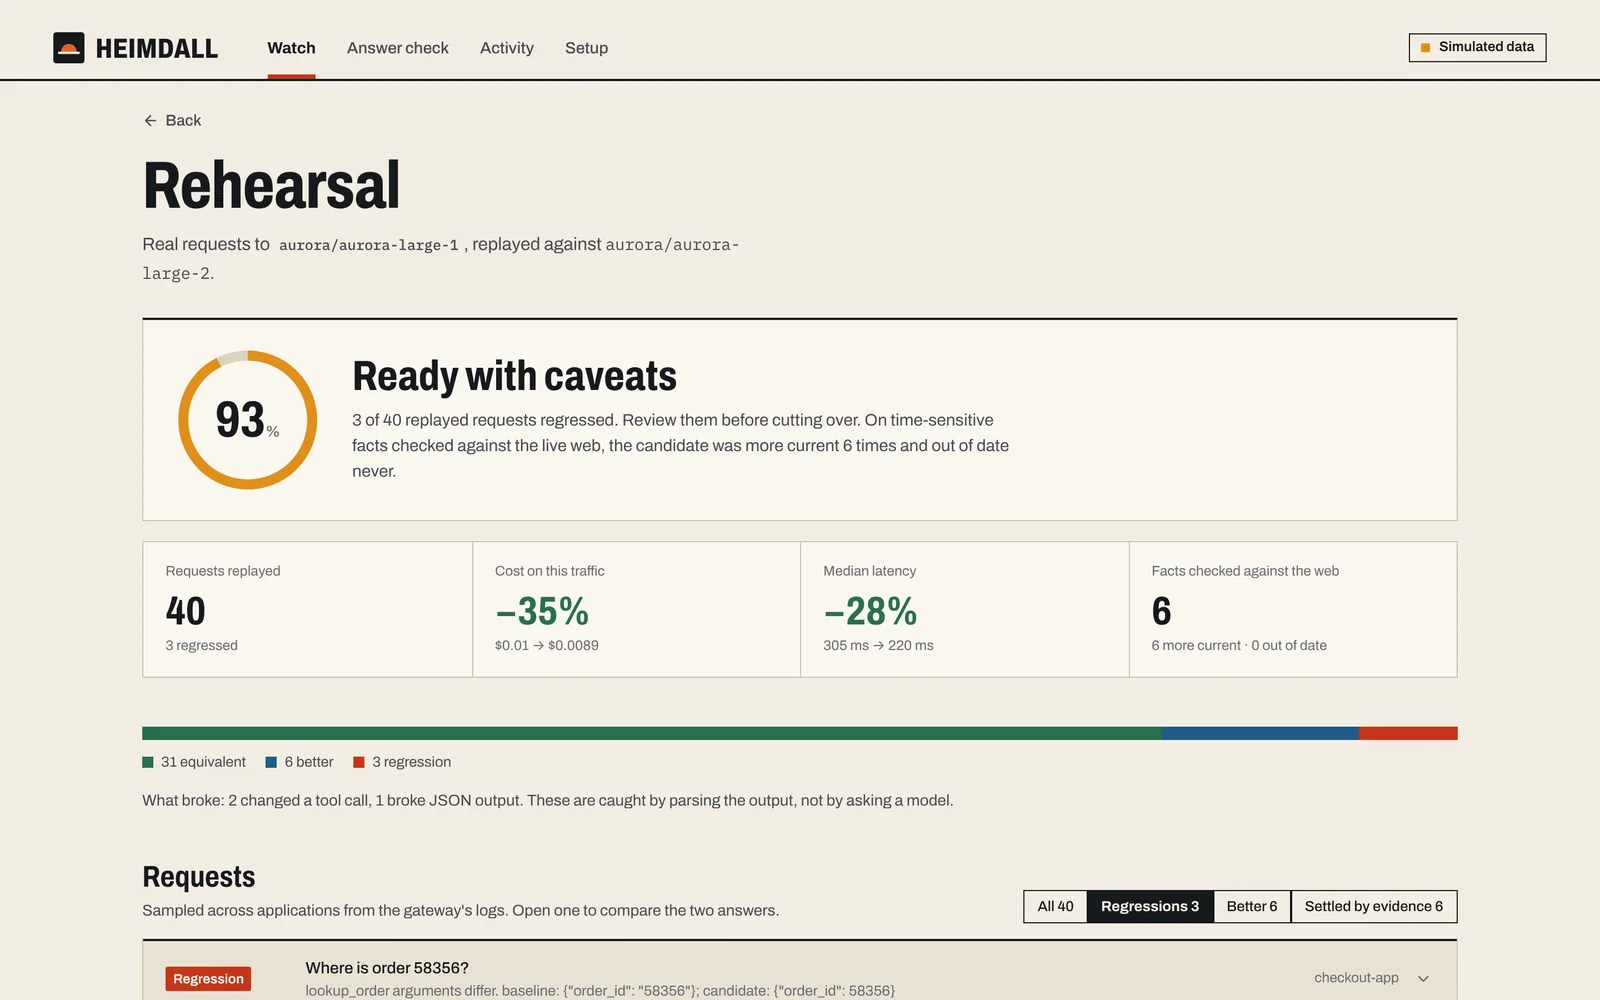 HEIMDALL
Watch
Answer check
Activity
Setup
Simulated data
← Back
Rehearsal
Real requests to aurora/aurora-large-1 , replayed against aurora/aurora-
large-2.
93%
Ready with caveats
3 of 40 replayed requests regressed. Review them before cutting over. On time-sensitive
facts checked against the live web, the candidate was more current 6 times and out of date
never.
Requests replayed
40
3 regressed
Cost on this traffic
−35%
$0.01 → $0.0089
Median latency
−28%
305 ms → 220 ms
Facts checked against the web
6
6 more current · 0 out of date
31 equivalent
6 better
3 regression
What broke: 2 changed a tool call, 1 broke JSON output. These are caught by parsing the output, not by asking a model.
Requests
Sampled across applications from the gateway's logs. Open one to compare the two answers.
All 40
Regressions 3
Better 6
Settled by evidence 6
Regression
Where is order 58356?
lookup_order arguments differ. baseline: {"order_id": "58356"}; candidate: {"order_id": 58356}
checkout-app